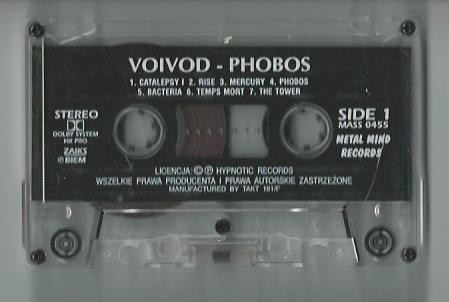 VOIVOD - PHOBOS
1. CATALEPSY I 2. RISE 3. MERCURY 4. PHOBOS
5. BACTERIA 6. TEMPS MORT 7. THE TOWER
STEREO
DOLBY SYSTEM
HX PRO
ZAIKS
BIEM
SIDE 1
MASS 0455
METAL MIND
RECORDS
LICENCJA: © Ⓟ HYPNOTIC RECORDS
WSZELKIE PRAWA PRODUCENTA I PRAWA AUTORSKIE ZASTRZEŻONE
MANUFACTURED BY TAKT 161/F